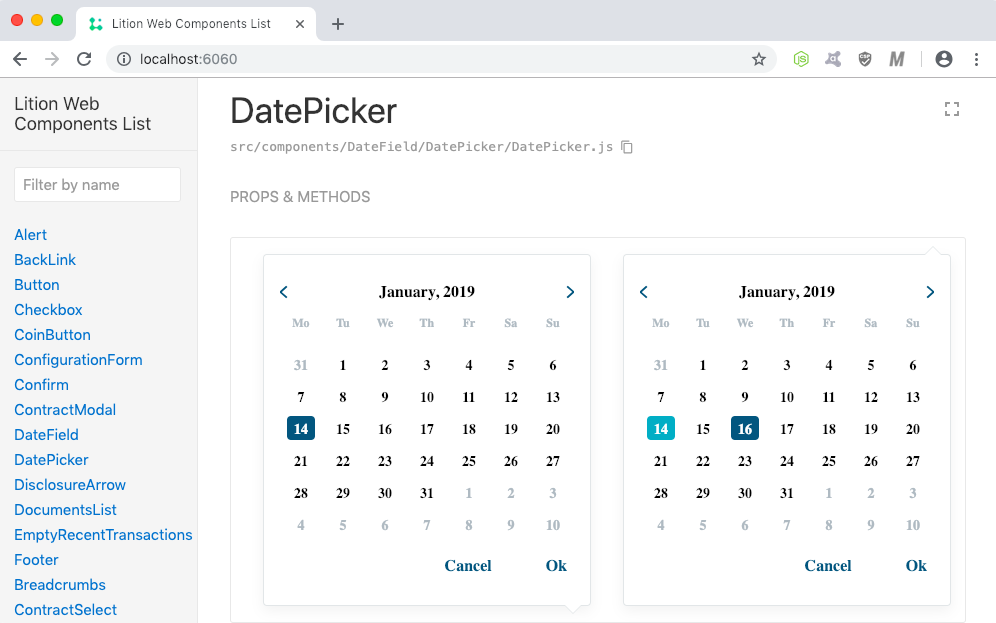 Lition Web Components List
localhost:6060
Lition Web
Components List
Filter by name
Alert
BackLink
Button
Checkbox
CoinButton
ConfigurationForm
Confirm
ContractModal
DateField
DatePicker
DisclosureArrow
DocumentsList
EmptyRecentTransactions
Footer
Breadcrumbs
ContractSelect
DatePicker
src/components/DateField/DatePicker/DatePicker.js
PROPS & METHODS
January, 2019
Mo Tu We Th Fr Sa Su
31 1 2 3 4 5 6
7 8 9 10 11 12 13
14 15 16 17 18 19 20
21 22 23 24 25 26 27
28 29 30 31 1 2 3
4 5 6 7 8 9 10
Cancel Ok
January, 2019
Mo Tu We Th Fr Sa Su
31 1 2 3 4 5 6
7 8 9 10 11 12 13
14 15 16 17 18 19 20
21 22 23 24 25 26 27
28 29 30 31 1 2 3
4 5 6 7 8 9 10
Cancel Ok